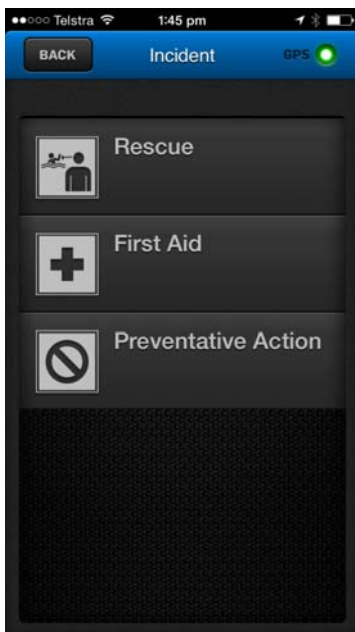 Telstra 1:45 pm
BACK Incident GPS
Rescue
First Aid
Preventative Action